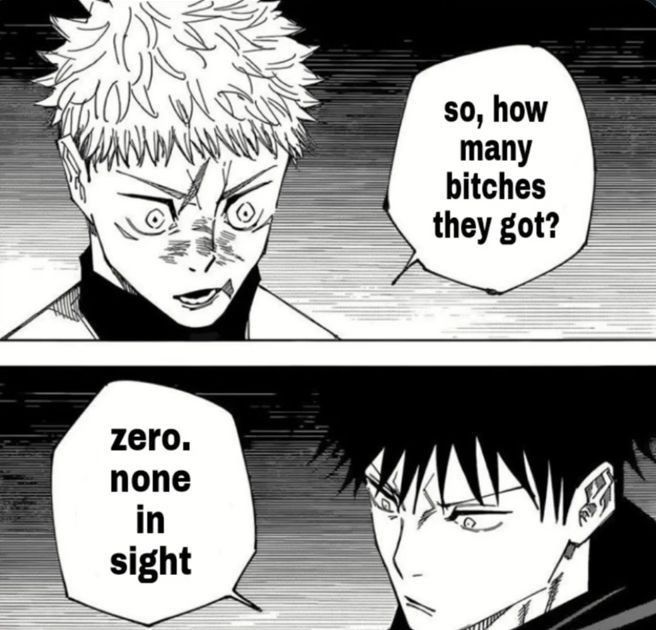 so, how
many
bitches
they got?
zero.
none
in
sight